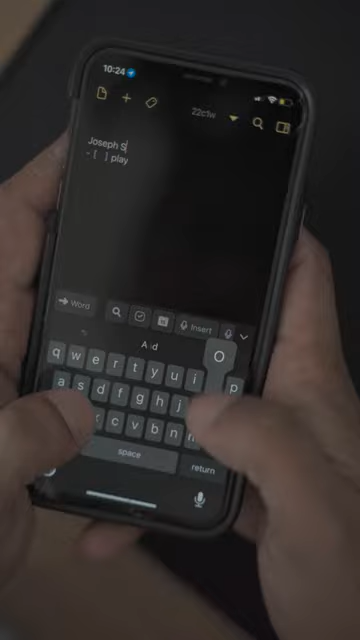 10:24
22c1w
Joseph S
- [ ] play
Word
Insert
A:d
O
q w e r t y u i p
a s d f g h j
c v b n
space
return